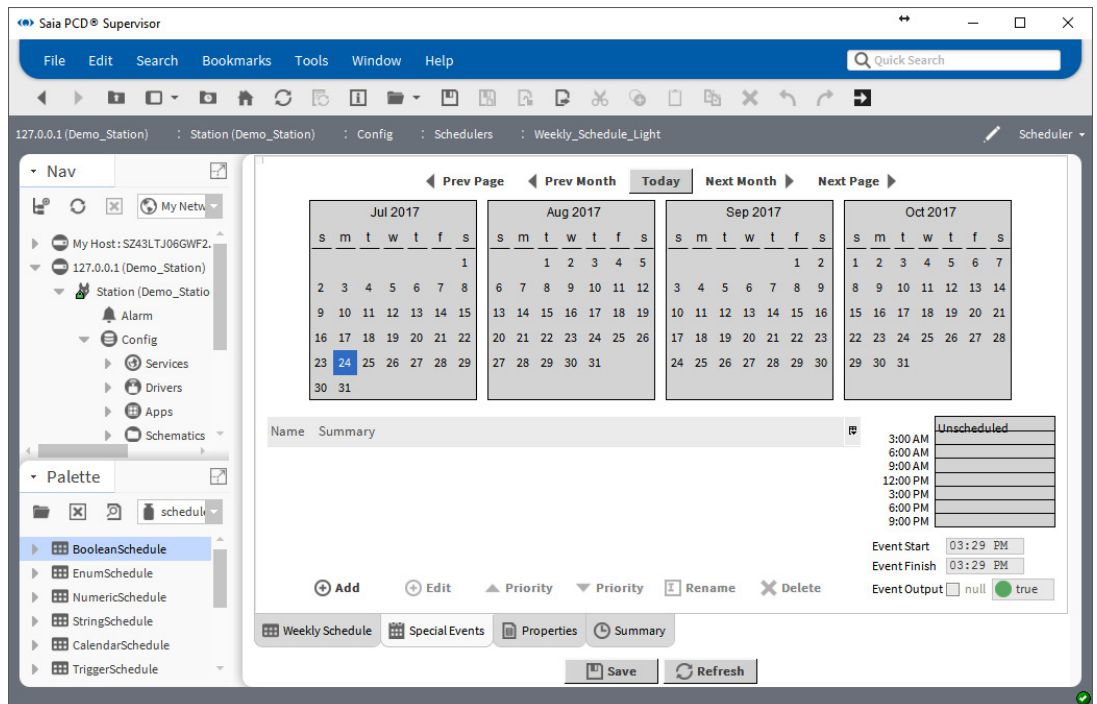 Saia PCD® Supervisor
File Edit Search Bookmarks Tools Window Help
Quick Search
127.0.0.1 (Demo_Station) : Station (Demo_Station) : Config : Schedulers : Weekly_Schedule_Light
Scheduler
Nav
My Netw
My Host : SZ43LTJ06GWF2.
127.0.0.1 (Demo_Station)
Station (Demo_Statio
Alarm
Config
Services
Drivers
Apps
Schematics
Palette
schedule
BooleanSchedule
EnumSchedule
NumericSchedule
StringSchedule
CalendarSchedule
TriggerSchedule
Prev Page Prev Month Today Next Month Next Page
Jul 2017 Aug 2017 Sep 2017 Oct 2017
s m t w t f s s m t w t f s s m t w t f s s m t w t f s
1 1 2 3 4 5 1 2 1 2 3 4 5 6 7
2 3 4 5 6 7 8 6 7 8 9 10 11 12 3 4 5 6 7 8 9 8 9 10 11 12 13 14
9 10 11 12 13 14 15 13 14 15 16 17 18 19 10 11 12 13 14 15 16 15 16 17 18 19 20 21
16 17 18 19 20 21 22 20 21 22 23 24 25 26 17 18 19 20 21 22 23 22 23 24 25 26 27 28
23 24 25 26 27 28 29 27 28 29 30 31 24 25 26 27 28 29 30 29 30 31
30 31
Name Summary
Unscheduled
3:00 AM
6:00 AM
9:00 AM
12:00 PM
3:00 PM
6:00 PM
9:00 PM
Event Start 03:29 PM
Event Finish 03:29 PM
Event Output null true
Add Edit Priority Priority Rename Delete
Weekly Schedule Special Events Properties Summary
Save Refresh